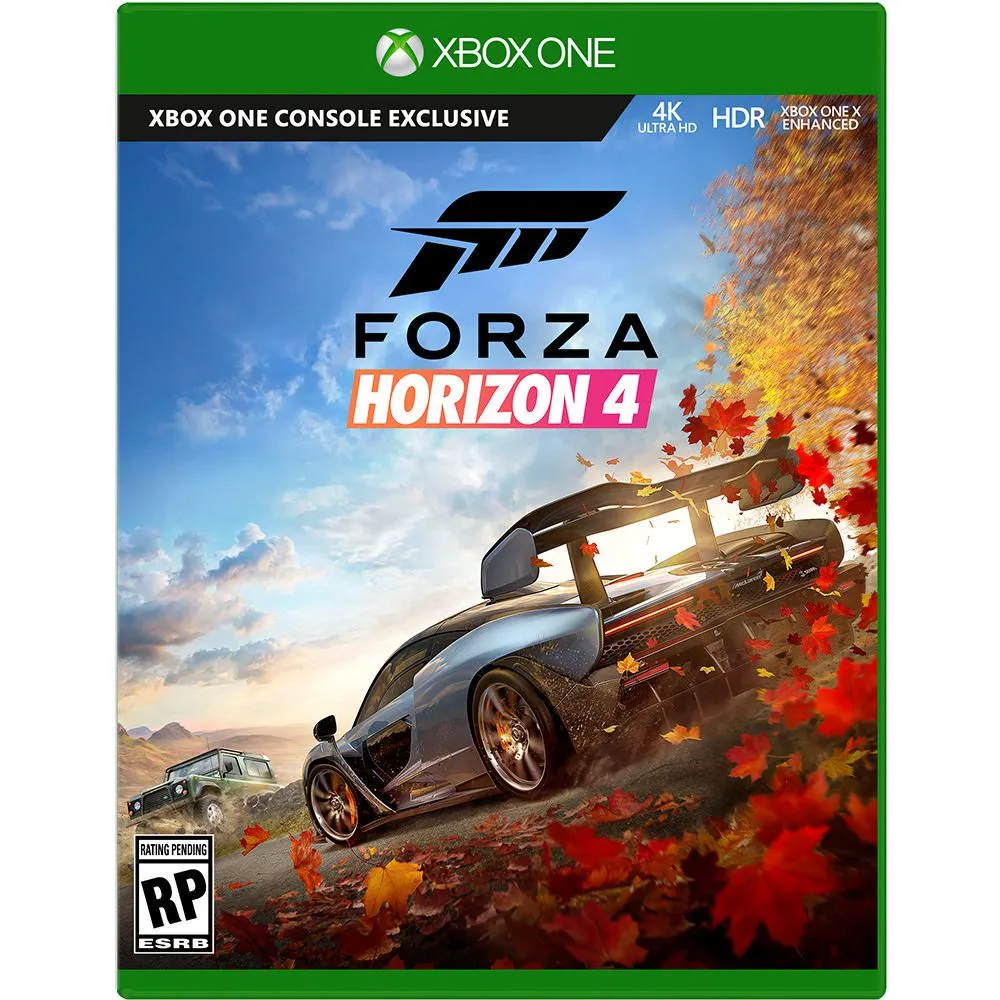 XBOX ONE
XBOX ONE CONSOLE EXCLUSIVE
4K
ULTRA HD
HDR
XBOX ONE X
ENHANCED
FORZA
HORIZON 4
McLaren
RATING PENDING
RP
ESRB